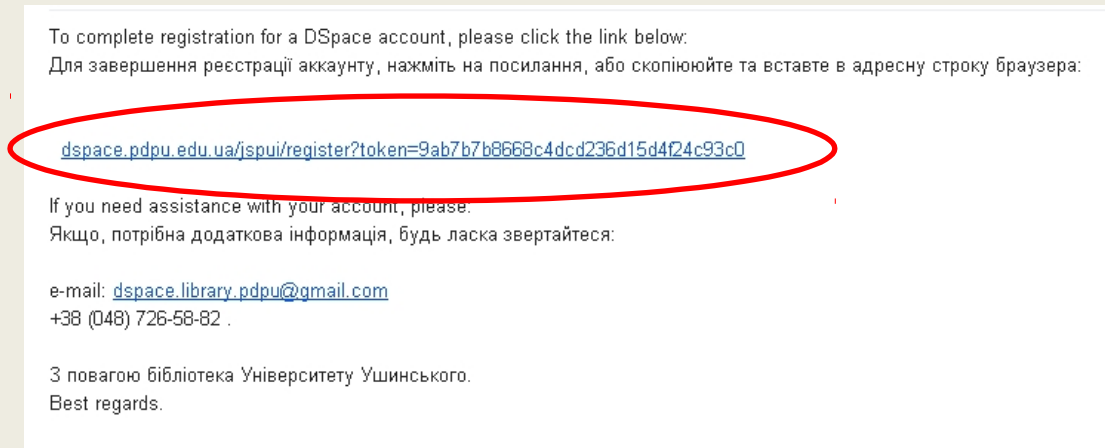 To complete registration for a DSpace account, please click the link below:
Для завершення реєстрації аккаунту, нажміть на посилання, або скопіююйте та вставте в адресну строку браузера:
dspace.pdpu.edu.ua/jspui/register?token=9ab7b7b8668c4dcd236d15d4f24c93c0
If you need assistance with your account, please:
Якщо, потрібна додаткова інформація, будь ласка звертайтеся:
e-mail: dspace.library.pdpu@gmail.com
+38 (048) 726-58-82 .
З повагою бібліотека Університету Ушинського.
Best regards.